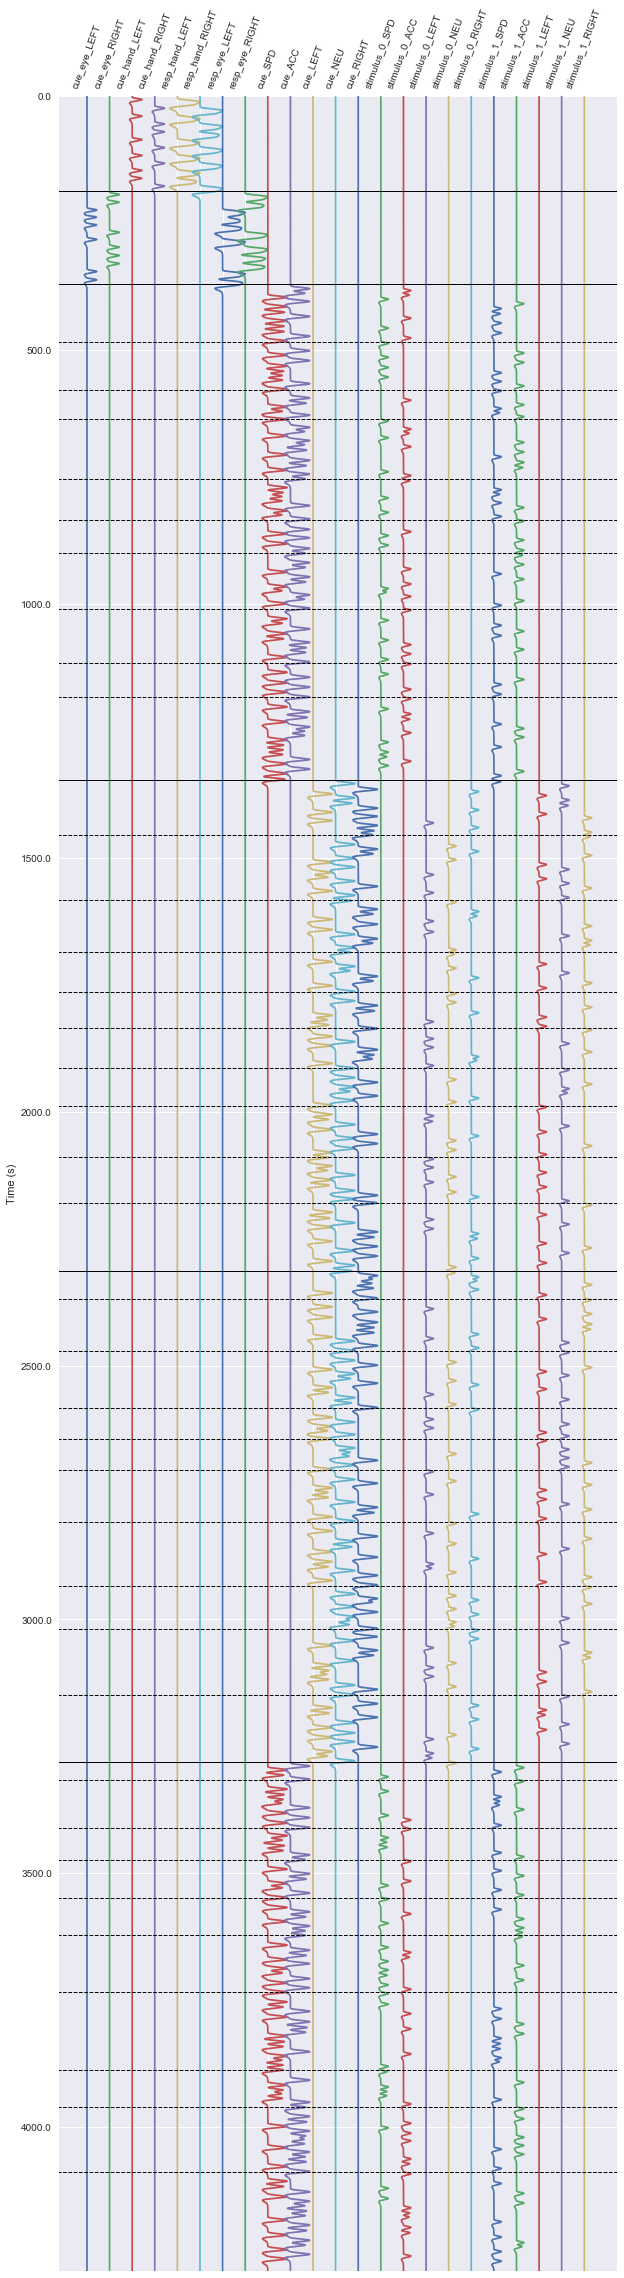 cue_eye_LEFT
cue_eye_RIGHT
cue_hand_LEFT
cue_hand_RIGHT
resp_hand_LEFT
resp_hand_RIGHT
resp_eye_LEFT
resp_eye_RIGHT
cue_SPD
cue_ACC
cue_LEFT
cue_NEU
cue_RIGHT
stimulus_0_SPD
stimulus_0_ACC
stimulus_0_LEFT
stimulus_0_NEU
stimulus_0_RIGHT
stimulus_1_SPD
stimulus_1_ACC
stimulus_1_LEFT
stimulus_1_NEU
stimulus_1_RIGHT
0.0
500.0
1000.0
1500.0
2000.0
Time (s)
2500.0
3000.0
3500.0
4000.0